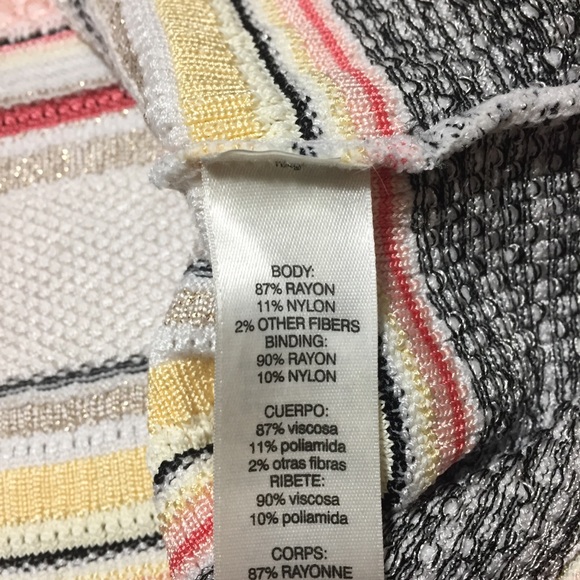 BODY:
87% RAYON
11% NYLON
2% OTHER FIBERS
BINDING:
90% RAYON
10% NYLON
CUERPO:
87% viscosa
11% poliamida
2% otras fibras
RIBETE:
90% viscosa
10% poliamida
CORPS:
87% RAYONNE